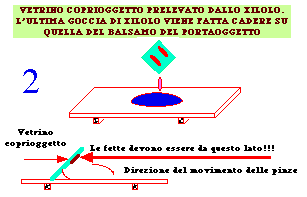 VETRINO COPRIOGGETTO PRELEVATO DALLO XILOLO.
L'ULTIMA GOCCIA DI XILOLO VIENE FATTA CADERE SU
QUELLA DEL BALSAMO DEL PORTAOGGETTO
2
Vetrino
coprioggetto
Le fette devono essere da questo lato!!!
Direzione del movimento delle pinze